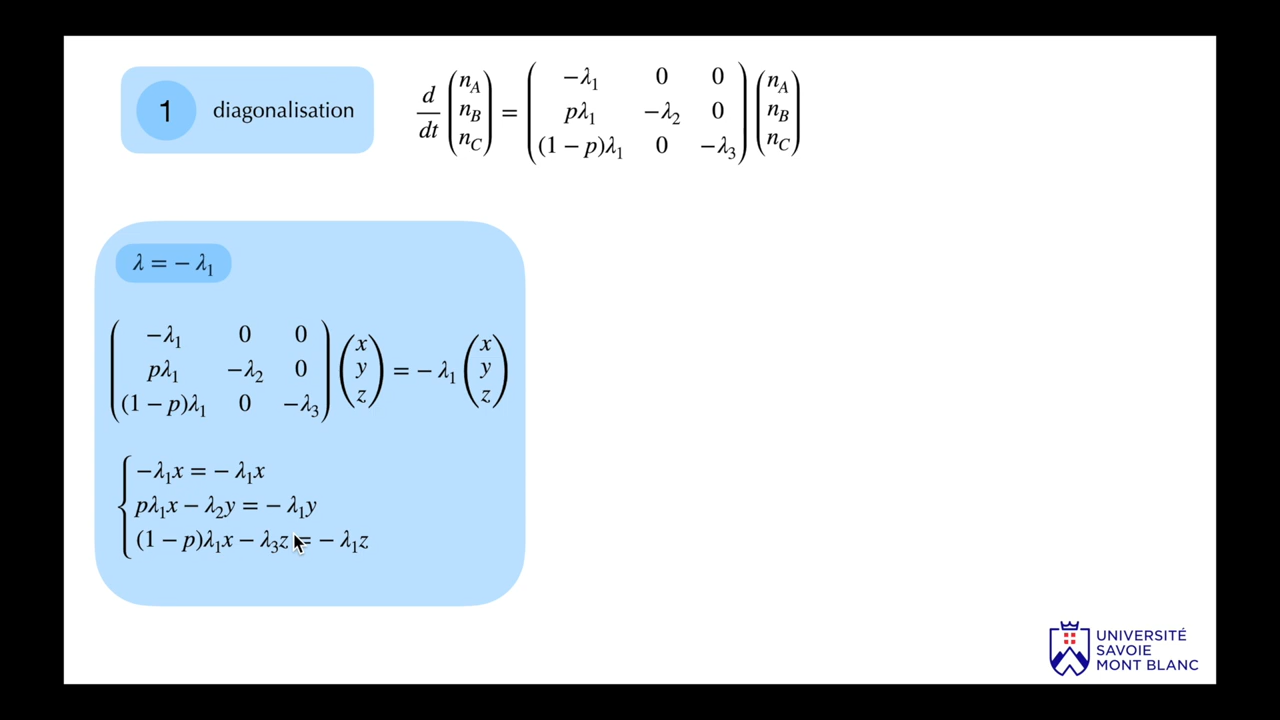 1 diagonalisation
d/dt (n_A n_B n_C) = (−λ₁ 0 0 pλ₁ −λ₂ 0 (1 − p)λ₁ 0 −λ₃) (n_A n_B n_C)
λ = − λ₁
(−λ₁ 0 0 pλ₁ −λ₂ 0 (1 − p)λ₁ 0 −λ₃) (x y z) = − λ₁ (x y z)
−λ₁x = − λ₁x
pλ₁x − λ₂y = − λ₁y
(1 − p)λ₁x − λ₃z = − λ₁z
UNIVERSITÉ
SAVOIE
MONT BLANC